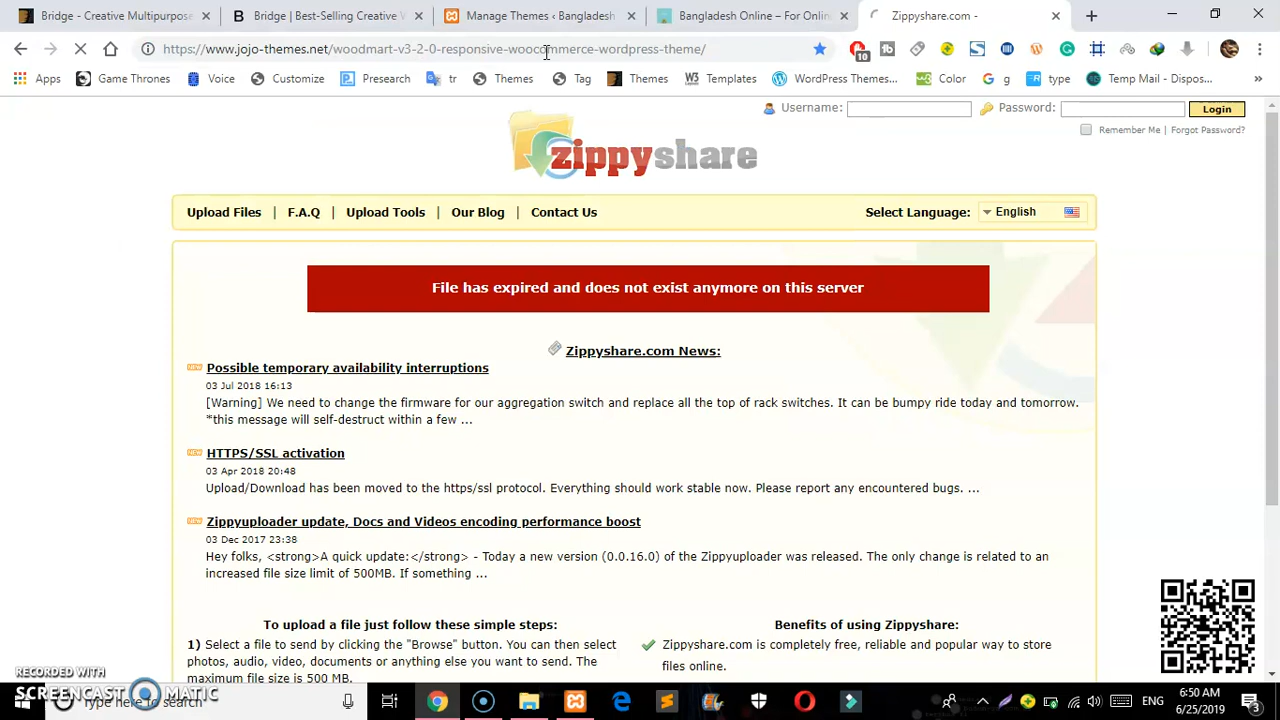 Bridge - Creative Multipurpose
Bridge | Best-Selling Creative
Manage Themes ‹ Bangladesh
Bangladesh Online – For Onlin
Zippyshare.com -
https://www.jojo-themes.net/woodmart-v3-2-0-responsive-woocommerce-wordpress-theme/
10
Apps
Game Thrones
Voice
Customize
Presearch
tr
Themes
Tag
Themes
Templates
WordPress Themes...
Color
g
type
Temp Mail - Dispos...
Username:
Password:
Login
Remember Me | Forgot Password?
zippyshare
Upload Files | F.A.Q | Upload Tools | Our Blog | Contact Us
Select Language:
English
File has expired and does not exist anymore on this server
Zippyshare.com News:
Possible temporary availability interruptions
03 Jul 2018 16:13
[Warning] We need to change the firmware for our aggregation switch and replace all the top of rack switches. It can be bumpy ride today and tomorrow.
*this message will self-destruct within a few ...
HTTPS/SSL activation
03 Apr 2018 20:48
Upload/Download has been moved to the https/ssl protocol. Everything should work stable now. Please report any encountered bugs. ...
Zippyuploader update, Docs and Videos encoding performance boost
03 Dec 2017 23:38
Hey folks, <strong>A quick update:</strong> - Today a new version (0.0.16.0) of the Zippyuploader was released. The only change is related to an
increased file size limit of 500MB. If something ...
To upload a file just follow these simple steps:
1) Select a file to send by clicking the "Browse" button. You can then select
photos, audio, video, documents or anything else you want to send. The
maximum file size is 500 MB.
Benefits of using Zippyshare:
Zippyshare.com is completely free, reliable and popular way to store
files online.
RECORDED WITH
SCREENCAST MATIC
Type here to search
ENG
6:50 AM
6/25/2019
3